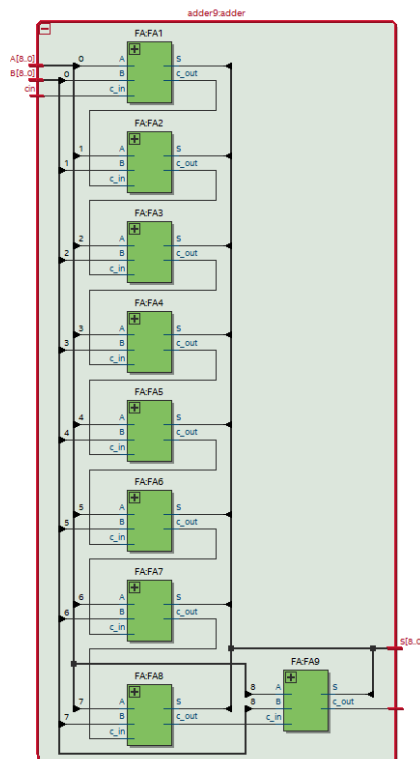 adder9:adder
FA:FA1
A[8..0] 0 A S
B[8..0] 0 B c_out
cin c_in
FA:FA2
1 A S
1 B c_out
c_in
FA:FA3
2 A S
2 B c_out
c_in
FA:FA4
3 A S
3 B c_out
c_in
FA:FA5
4 A S
4 B c_out
c_in
FA:FA6
5 A S
5 B c_out
c_in
FA:FA7
6 A S
6 B c_out
c_in
FA:FA8
7 A S
7 B c_out
c_in
S[8..0
FA:FA9
8 A S
8 B c_out
c_in